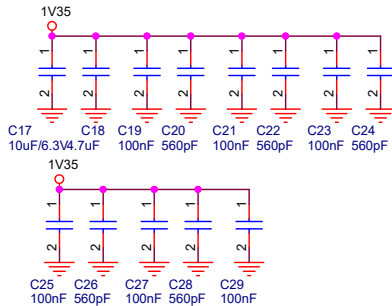 1V35
1 1 1 1 1 1 1 1
2 2 2 2 2 2 2 2
C17 C18 C19 C20 C21 C22 C23 C24
10uF/6.3V 4.7uF 100nF 560pF 100nF 560pF 100nF 560pF
1V35
1 1 1 1 1
2 2 2 2 2
C25 C26 C27 C28 C29
100nF 560pF 100nF 560pF 100nF